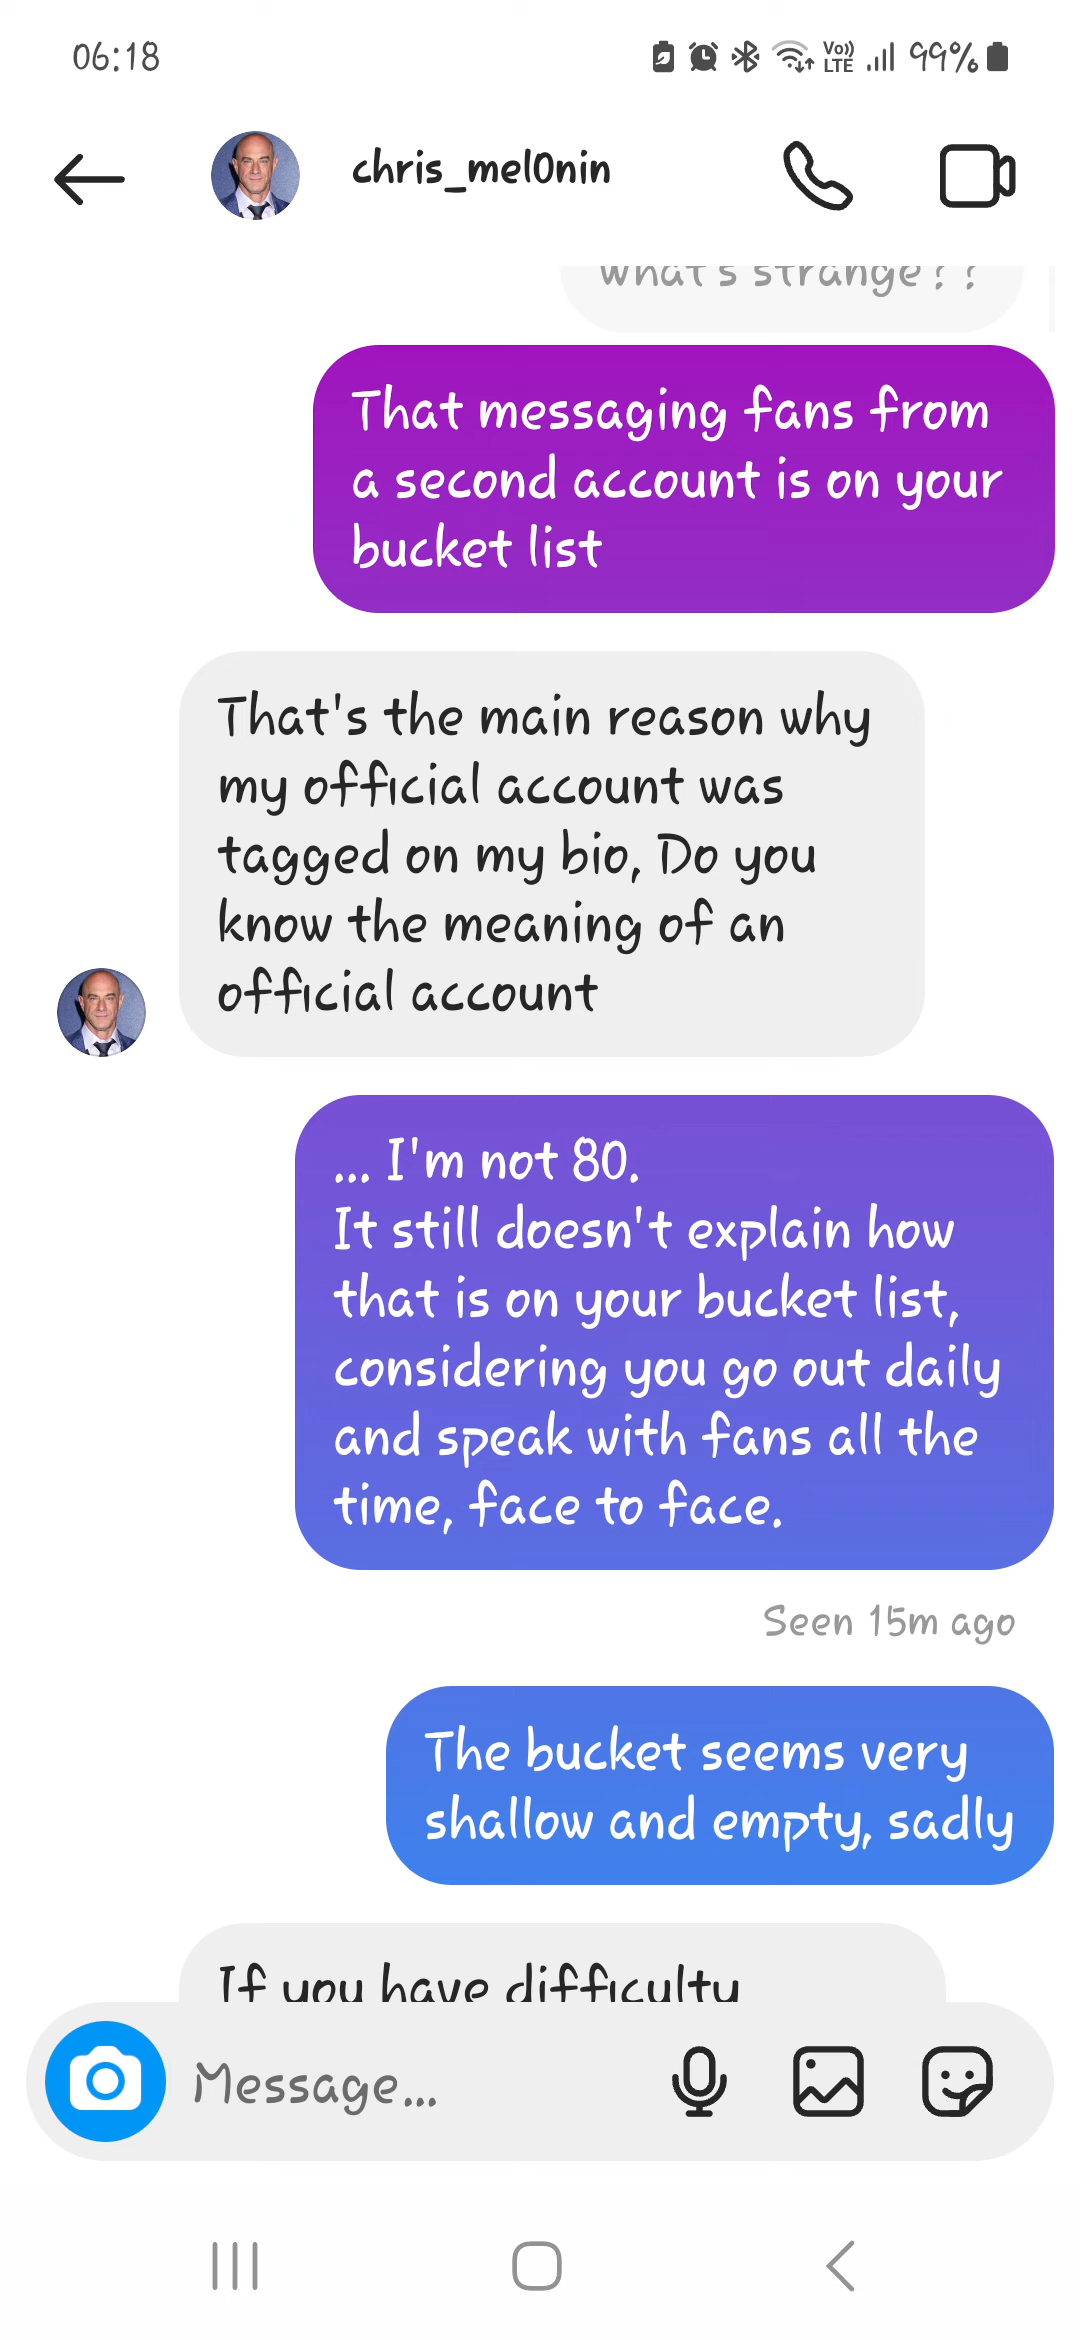 06:18
Vo))
LTE
99%
chris_mel0nin
what's strange??
That messaging fans from
a second account is on your
bucket list
That's the main reason why
my official account was
tagged on my bio, Do you
know the meaning of an
official account
... I'm not 80.
It still doesn't explain how
that is on your bucket list,
considering you go out daily
and speak with fans all the
time, face to face.
Seen 15m ago
The bucket seems very
shallow and empty, sadly
If you have difficulty
Message...